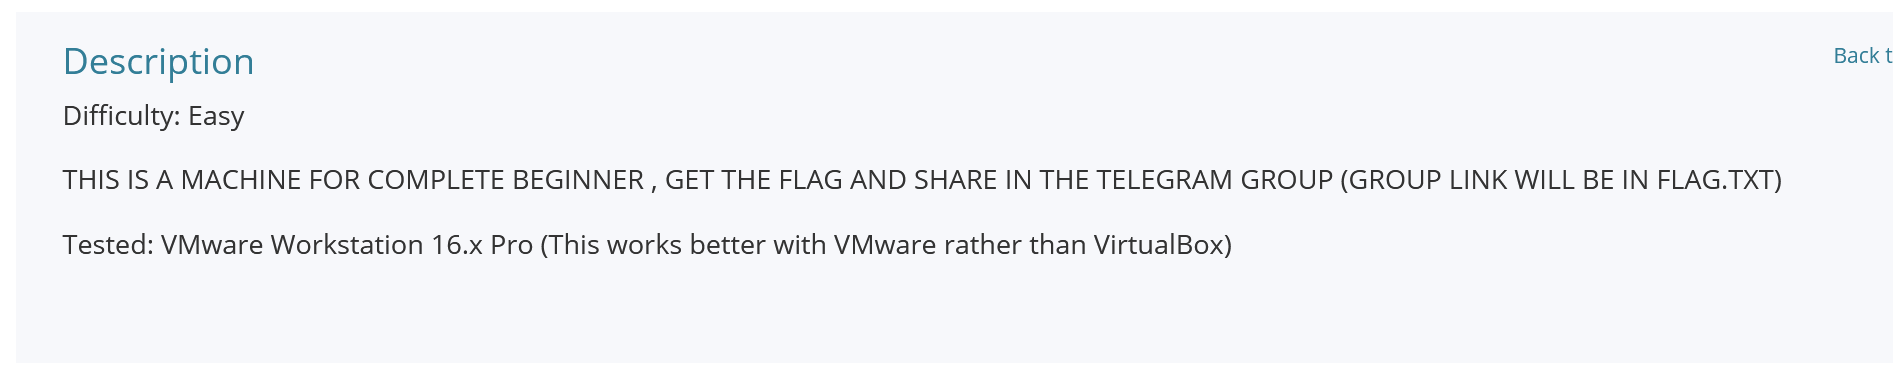 Description
Back t
Difficulty: Easy
THIS IS A MACHINE FOR COMPLETE BEGINNER , GET THE FLAG AND SHARE IN THE TELEGRAM GROUP (GROUP LINK WILL BE IN FLAG.TXT)
Tested: VMware Workstation 16.x Pro (This works better with VMware rather than VirtualBox)